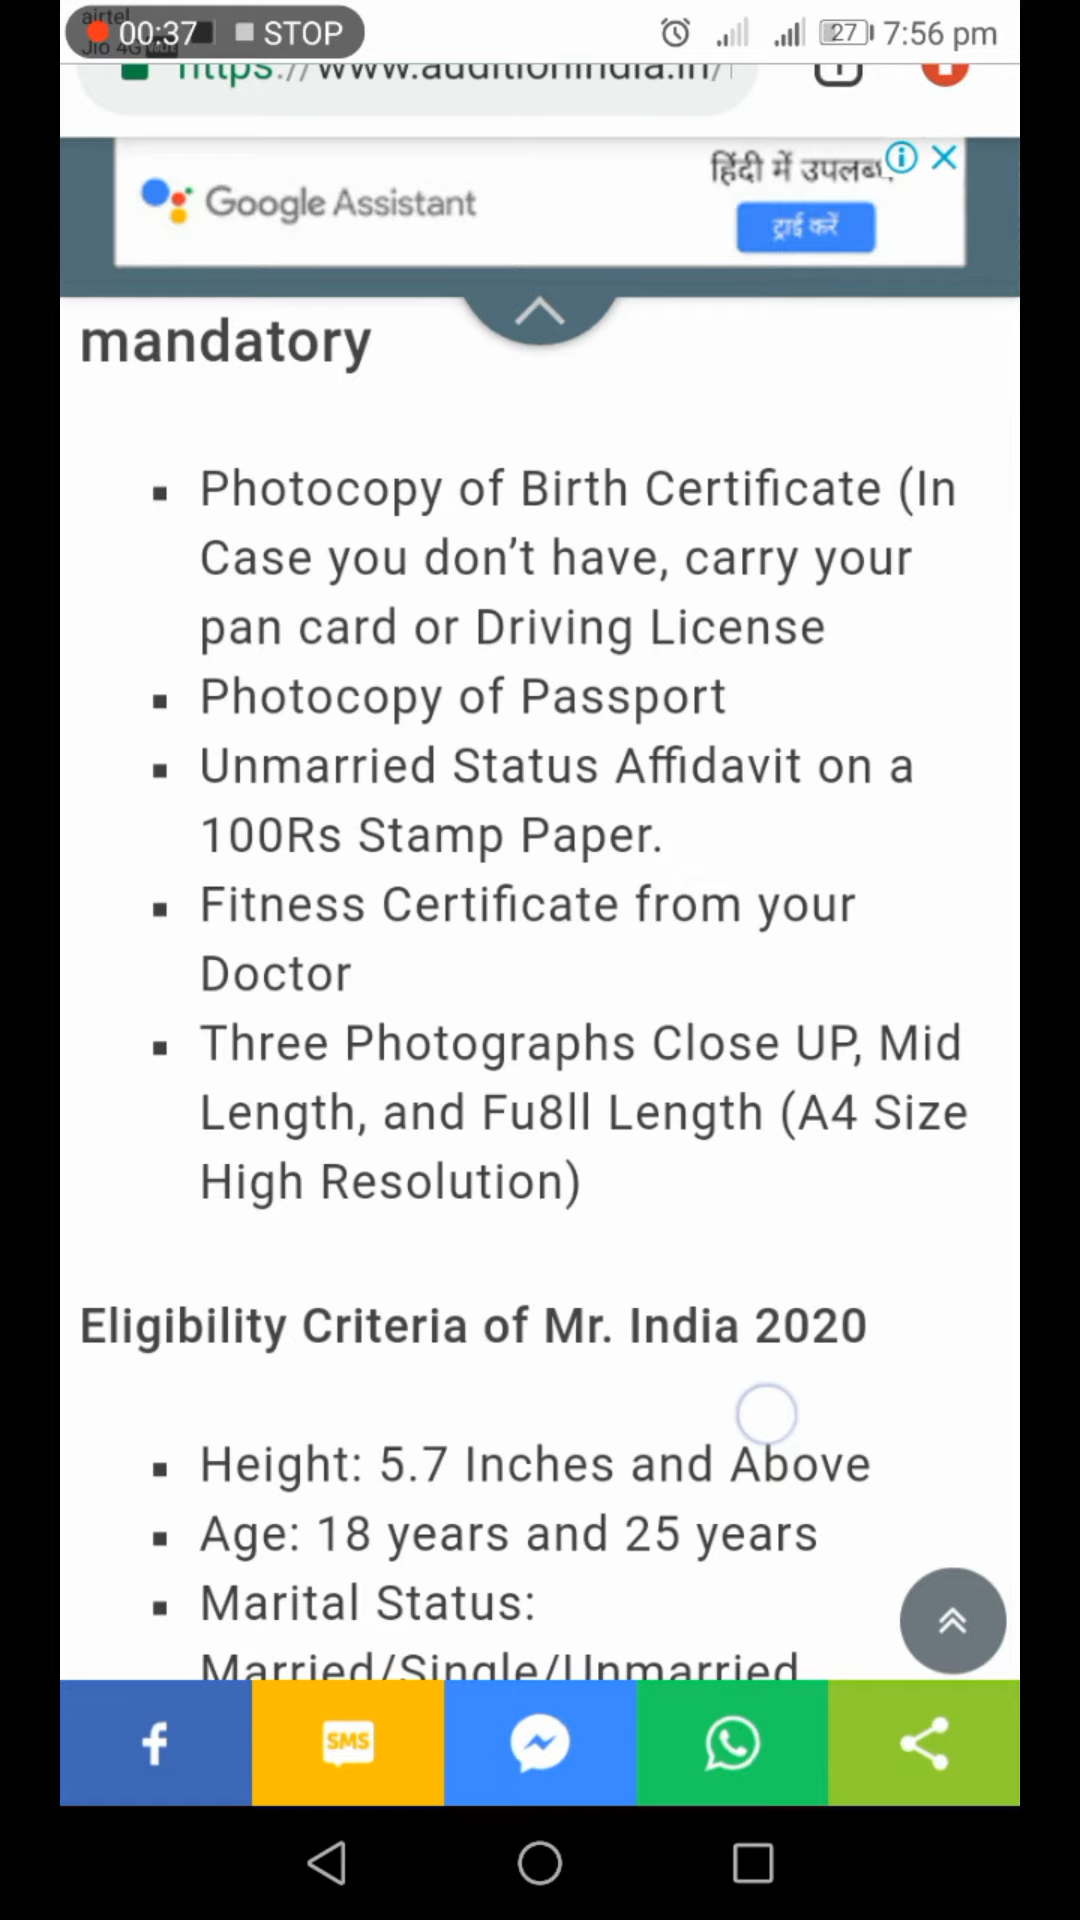 airtel
Jio 4G
00:37 STOP
27 7:56 pm
https://www.auditionindia.in/
Google Assistant
हिंदी में उपलब्ध
ट्राई करें
mandatory
Photocopy of Birth Certificate (In
Case you don’t have, carry your
pan card or Driving License
Photocopy of Passport
Unmarried Status Affidavit on a
100Rs Stamp Paper.
Fitness Certificate from your
Doctor
Three Photographs Close UP, Mid
Length, and Fu8ll Length (A4 Size
High Resolution)
Eligibility Criteria of Mr. India 2020
Height: 5.7 Inches and Above
Age: 18 years and 25 years
Marital Status:
Married/Single/Unmarried
f
SMS